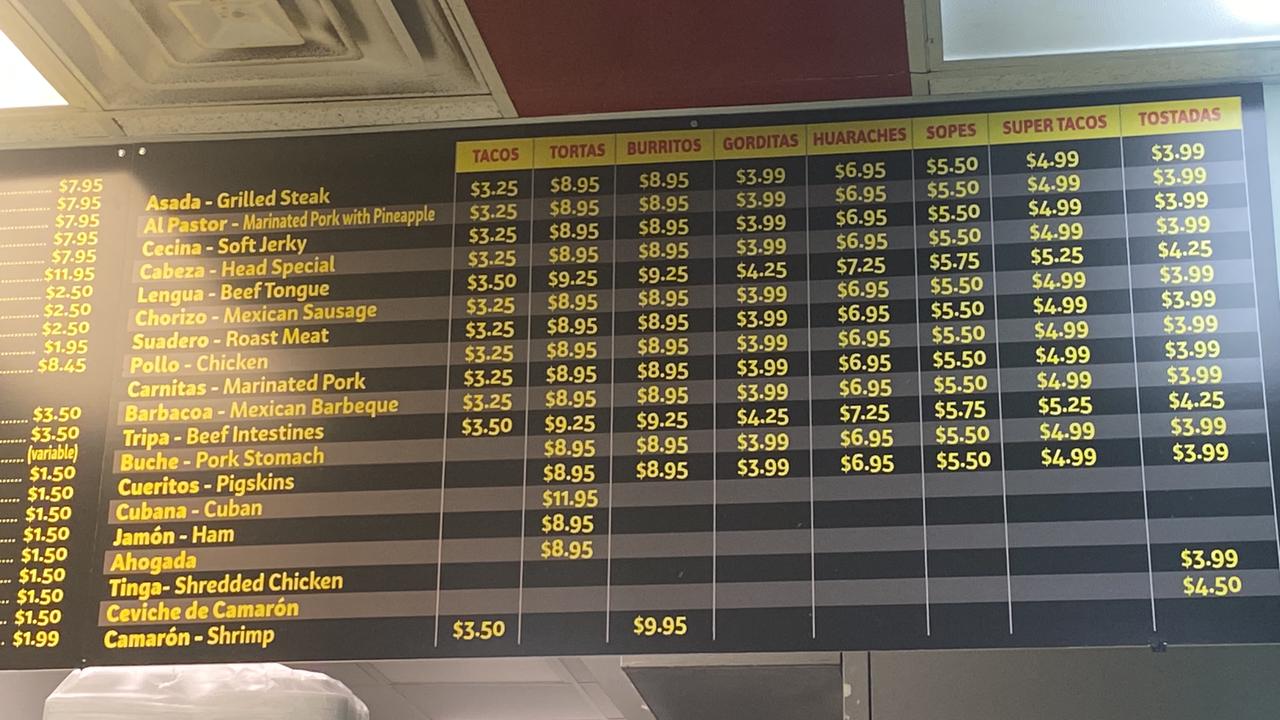 $7.95
$7.95
$7.95
$7.95
$7.95
$11.95
$2.50
$2.50
$2.50
$1.95
$8.45
$3.50
$3.50
(variable)
$1.50
$1.50
$1.50
$1.50
$1.50
$1.50
$1.50
$1.50
$1.99
TACOS TORTAS BURRITOS GORDITAS HUARACHES SOPES SUPER TACOS TOSTADAS
Asada - Grilled Steak $3.25 $8.95 $8.95 $3.99 $6.95 $5.50 $4.99 $3.99
Al Pastor - Marinated Pork with Pineapple $3.25 $8.95 $8.95 $3.99 $6.95 $5.50 $4.99 $3.99
Cecina - Soft Jerky $3.25 $8.95 $8.95 $3.99 $6.95 $5.50 $4.99 $3.99
Cabeza - Head Special $3.25 $8.95 $8.95 $3.99 $6.95 $5.50 $4.99 $3.99
Lengua - Beef Tongue $3.50 $9.25 $9.25 $4.25 $7.25 $5.75 $5.25 $4.25
Chorizo - Mexican Sausage $3.25 $8.95 $8.95 $3.99 $6.95 $5.50 $4.99 $3.99
Suadero - Roast Meat $3.25 $8.95 $8.95 $3.99 $6.95 $5.50 $4.99 $3.99
Pollo - Chicken $3.25 $8.95 $8.95 $3.99 $6.95 $5.50 $4.99 $3.99
Carnitas - Marinated Pork $3.25 $8.95 $8.95 $3.99 $6.95 $5.50 $4.99 $3.99
Barbacoa - Mexican Barbeque $3.25 $8.95 $8.95 $3.99 $6.95 $5.50 $4.99 $3.99
Tripa - Beef Intestines $3.50 $9.25 $9.25 $4.25 $7.25 $5.75 $5.25 $4.25
Buche - Pork Stomach $8.95 $8.95 $3.99 $6.95 $5.50 $4.99 $3.99
Cueritos - Pigskins $8.95 $8.95 $3.99 $6.95 $5.50 $4.99 $3.99
Cubana - Cuban $11.95
Jamón - Ham $8.95
Ahogada $8.95
Tinga- Shredded Chicken $3.99
Ceviche de Camarón $4.50
Camarón - Shrimp $3.50 $9.95